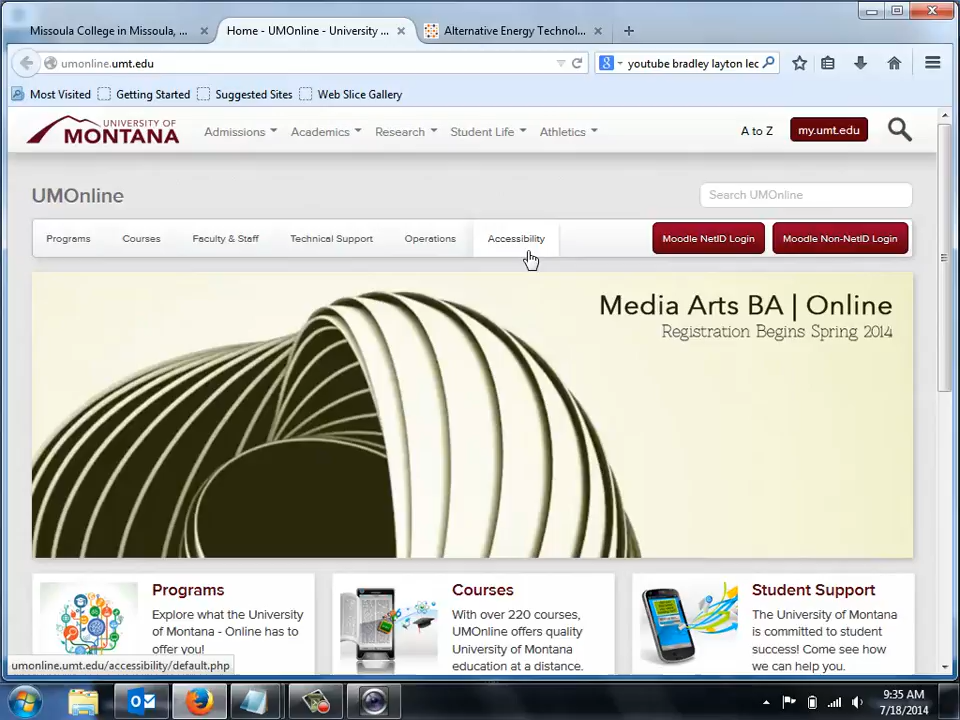 Missoula College in Missoula, ...
Home - UMOnline - University ...
Alternative Energy Technol...
umonline.umt.edu
youtube bradley layton lec
Most Visited
Getting Started
Suggested Sites
Web Slice Gallery
UNIVERSITY OF
MONTANA
Admissions
Academics
Research
Student Life
Athletics
A to Z
my.umt.edu
UMOnline
Search UMOnline
Programs
Courses
Faculty & Staff
Technical Support
Operations
Accessibility
Moodle NetID Login
Moodle Non-NetID Login
Media Arts BA | Online
Registration Begins Spring 2014
Programs
Explore what the University
of Montana - Online has to
offer you!
Courses
With over 220 courses,
UMOnline offers quality
University of Montana
education at a distance.
Student Support
The University of Montana
is committed to student
success! Come see how
we can help you.
umonline.umt.edu/accessibility/default.php
9:35 AM
7/18/2014